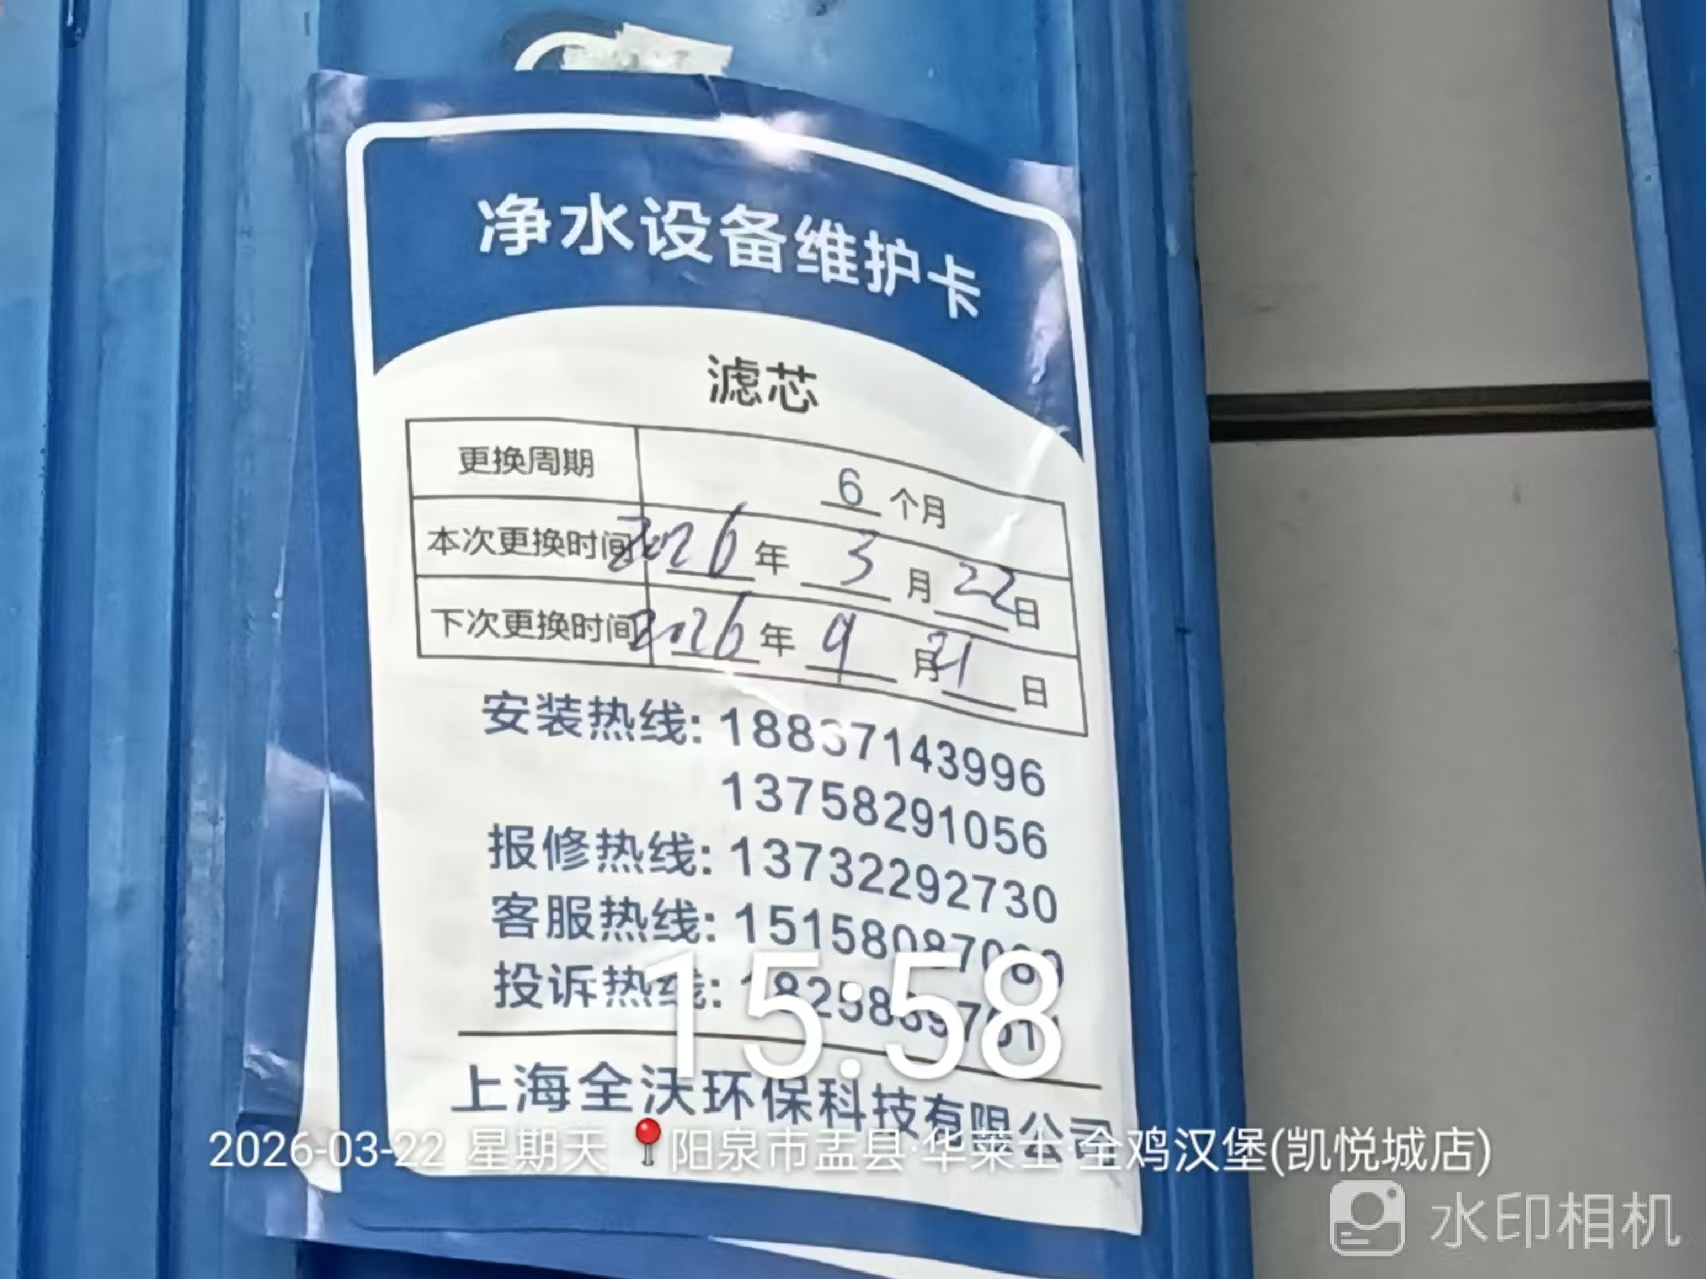 净水设备维护卡
滤芯
更换周期 6 个月
本次更换时间 2026 年 3 月 22 日
下次更换时间 2026 年 9 月 21 日
安装热线: 18837143996
13758291056
报修热线: 13732292730
客服热线:
投诉热线:
15:58
上海全沃环保科技有限公司
2026-03-22 星期天 阳泉市盂县·华莱士·全鸡汉堡(凯悦城店)
水印相机